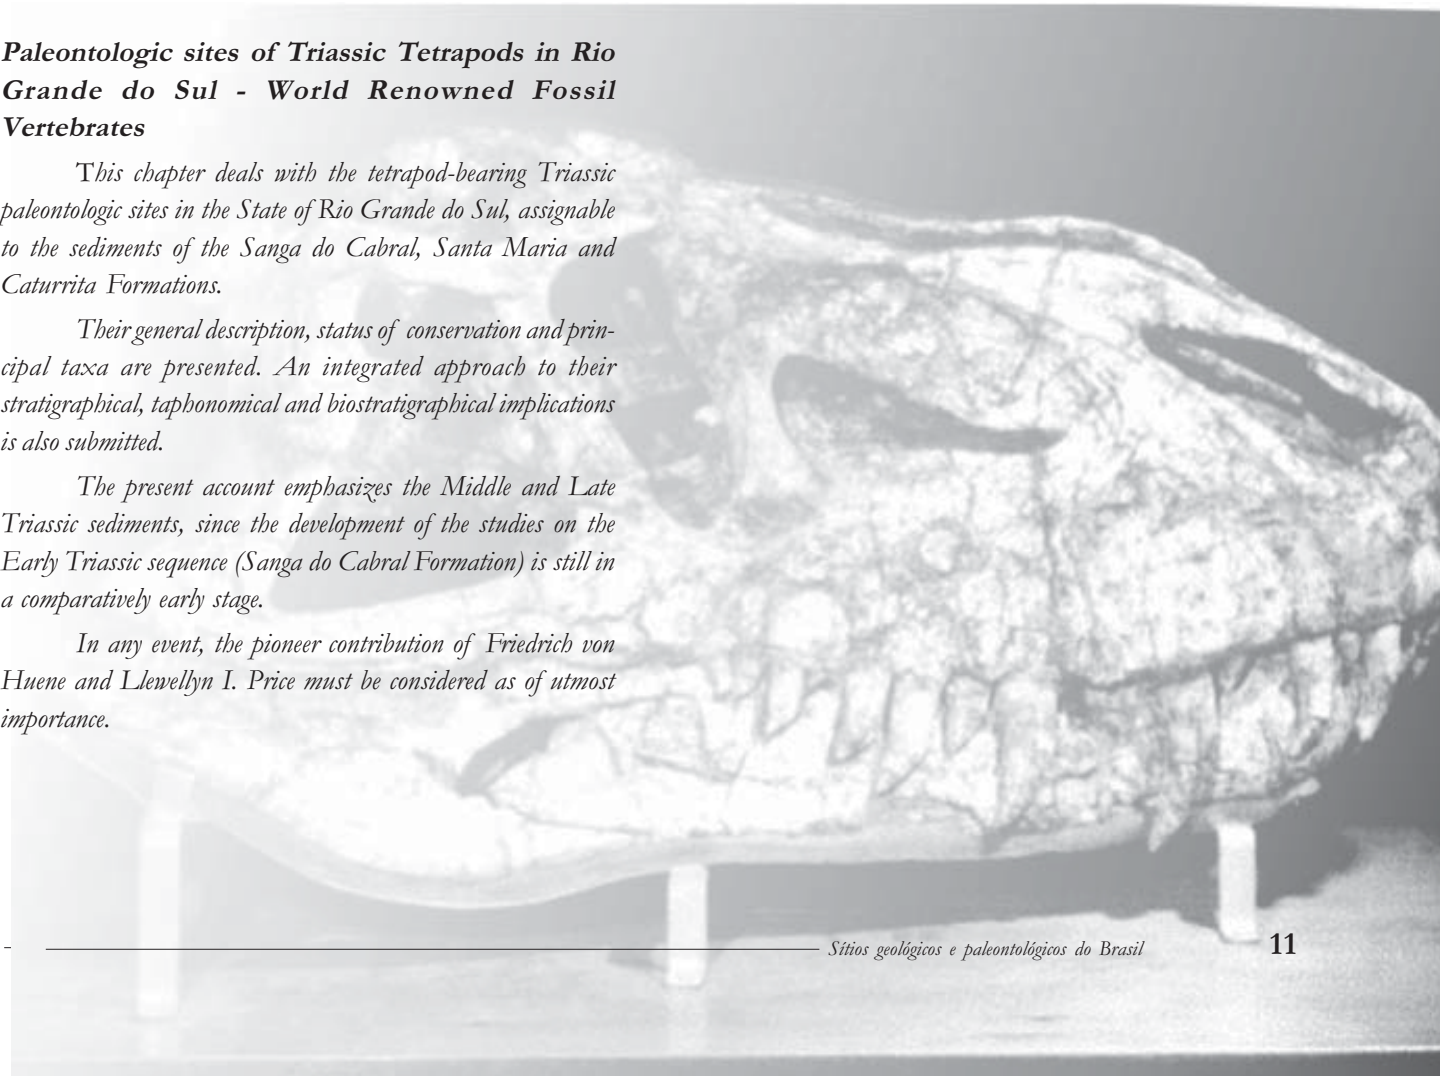 Paleontologic sites of Triassic Tetrapods in Rio
Grande do Sul - World Renowned Fossil
Vertebrates
This chapter deals with the tetrapod-bearing Triassic
paleontologic sites in the State of Rio Grande do Sul, assignable
to the sediments of the Sanga do Cabral, Santa Maria and
Caturrita Formations.
Their general description, status of conservation and prin-
cipal taxa are presented. An integrated approach to their
stratigraphical, taphonomical and biostratigraphical implications
is also submitted.
The present account emphasizes the Middle and Late
Triassic sediments, since the development of the studies on the
Early Triassic sequence (Sanga do Cabral Formation) is still in
a comparatively early stage.
In any event, the pioneer contribution of Friedrich von
Huene and Llewellyn I. Price must be considered as of utmost
importance.
Sítios geológicos e paleontológicos do Brasil 11